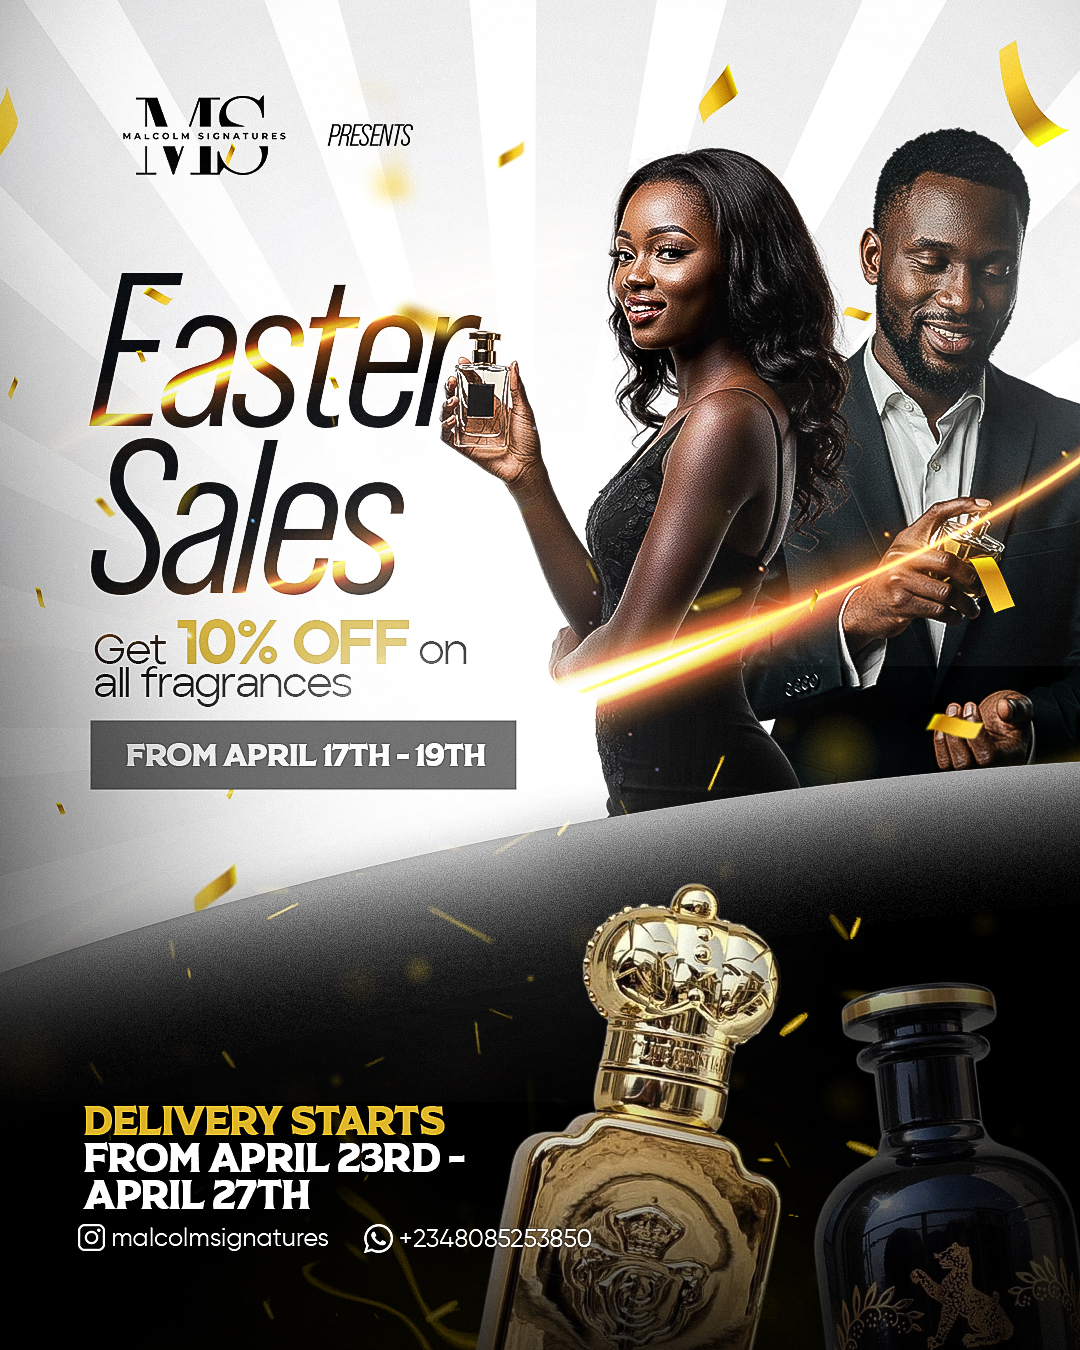 MS
MALCOLM SIGNATURES
PRESENTS
Easter
Sales
Get 10% OFF on
all fragrances
FROM APRIL 17TH - 19TH
DELIVERY STARTS
FROM APRIL 23RD -
APRIL 27TH
malcolmsignatures
+2348085253850